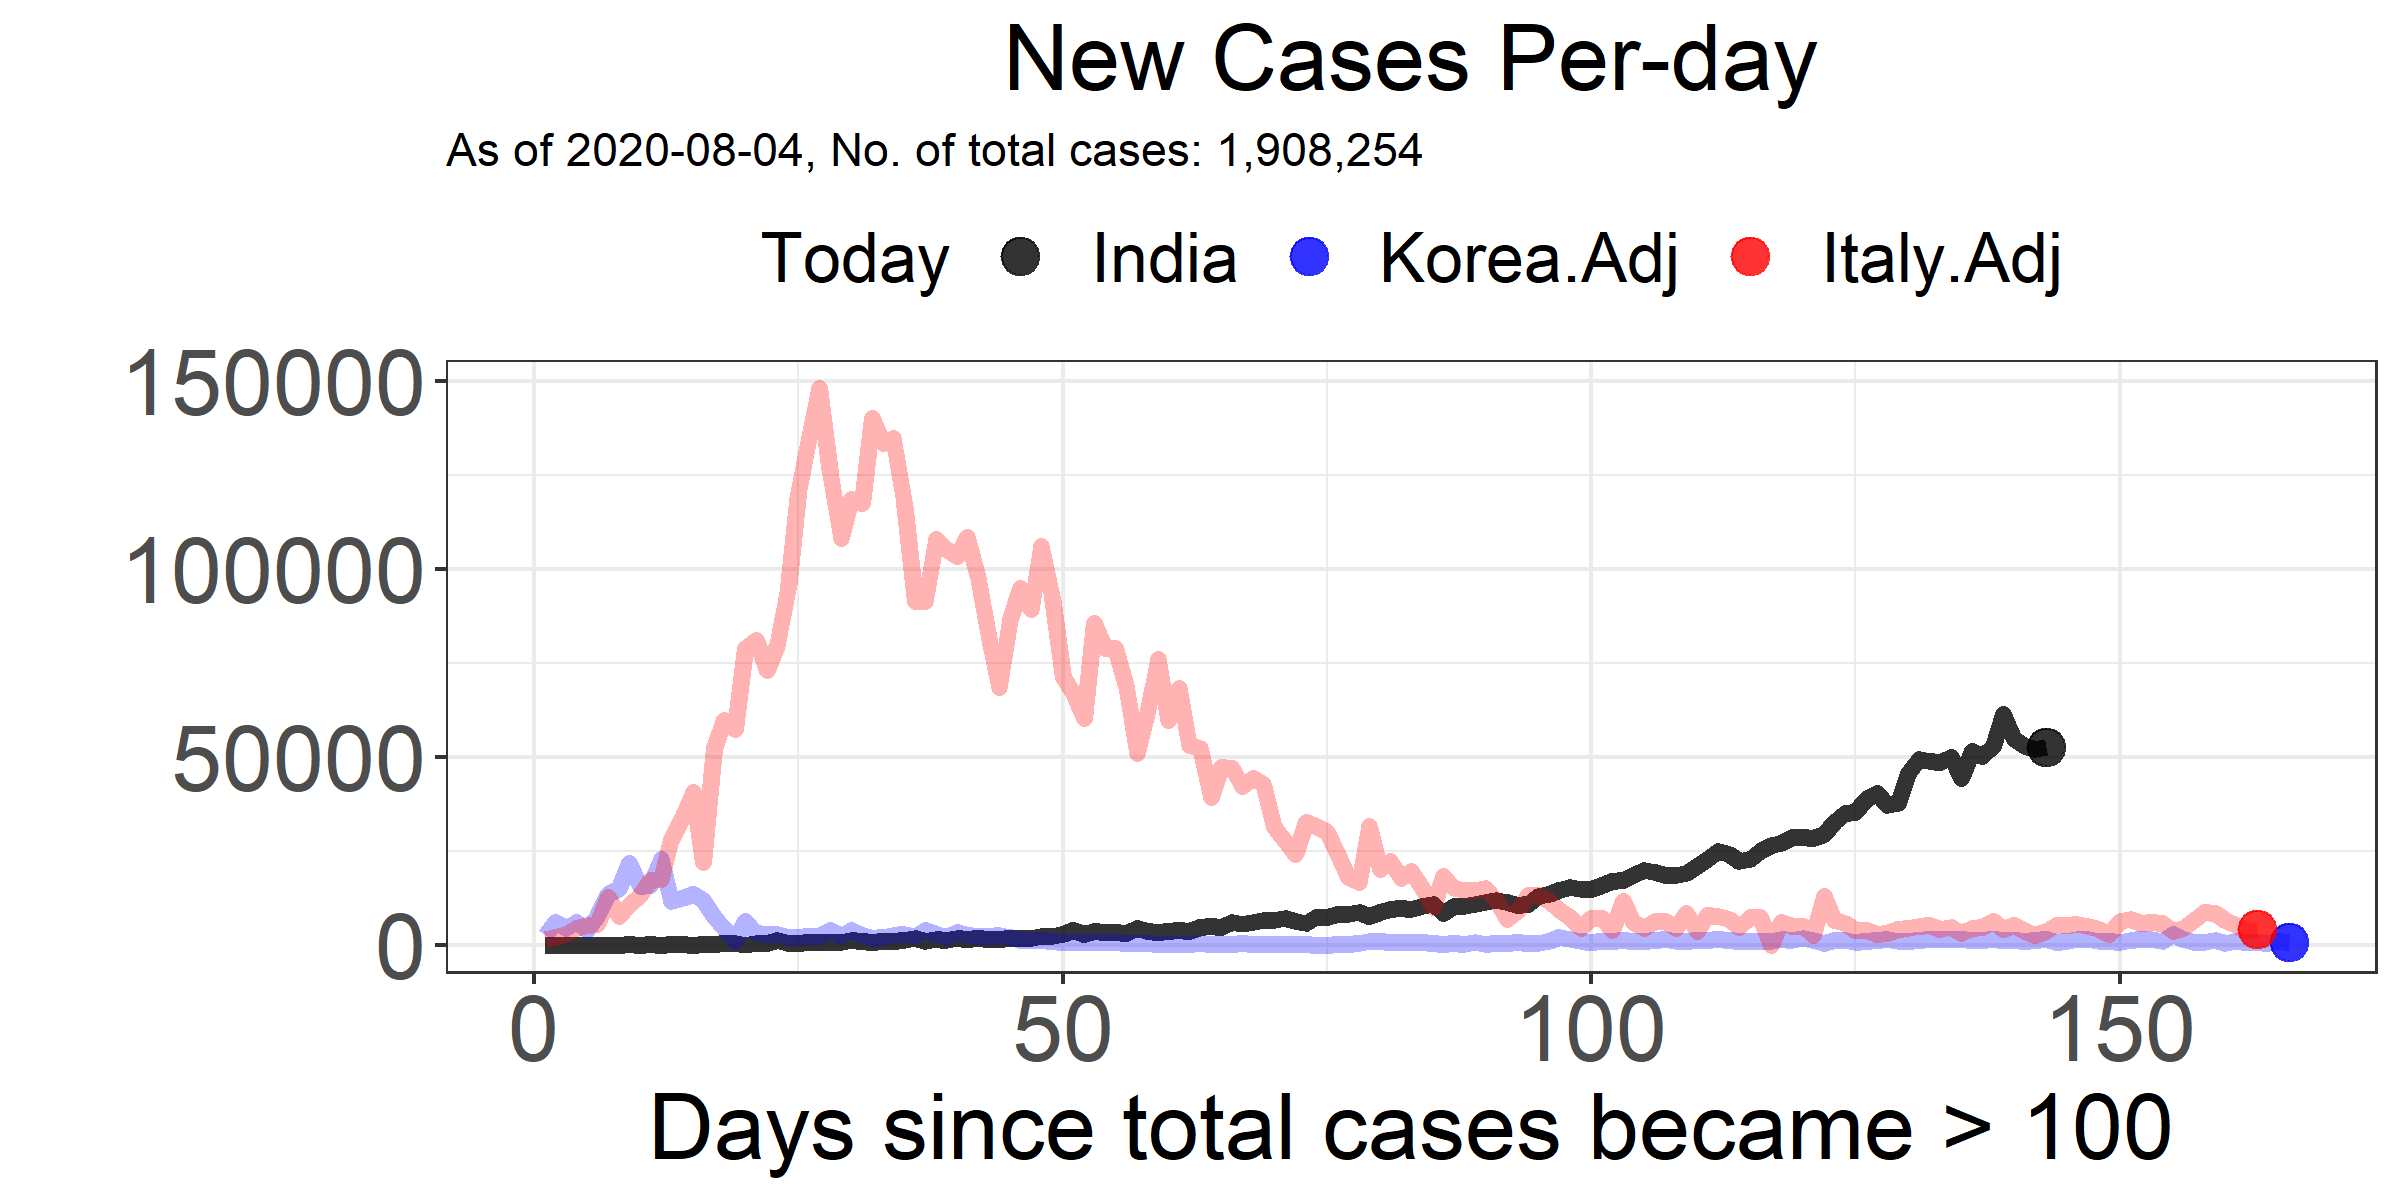 New Cases Per-day
As of 2020-08-04, No. of total cases: 1,908,254
Today India Korea.Adj Italy.Adj
150000
100000
50000
0
0 50 100 150
Days since total cases became > 100